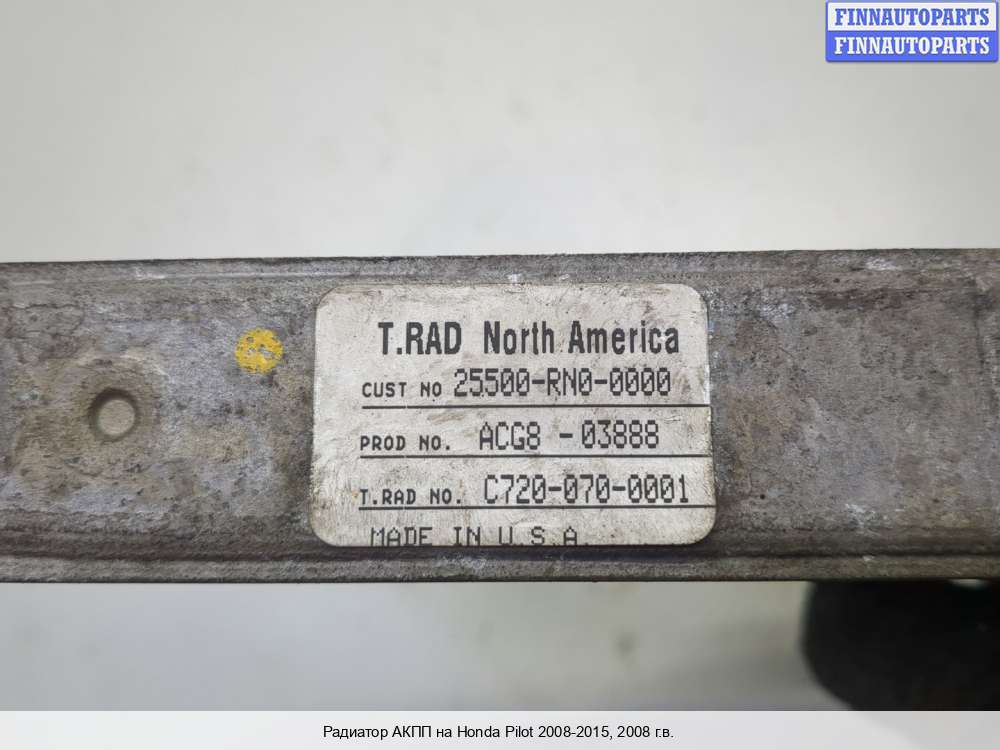 FINNAUTOPARTS
FINNAUTOPARTS
T.RAD North America
CUST NO 25500-RN0-0000
PROD NO. ACG8 -03888
T.RAD NO. C720-070-0001
MADE IN U.S.A.
Радиатор АКПП на Honda Pilot 2008-2015, 2008 г.в.